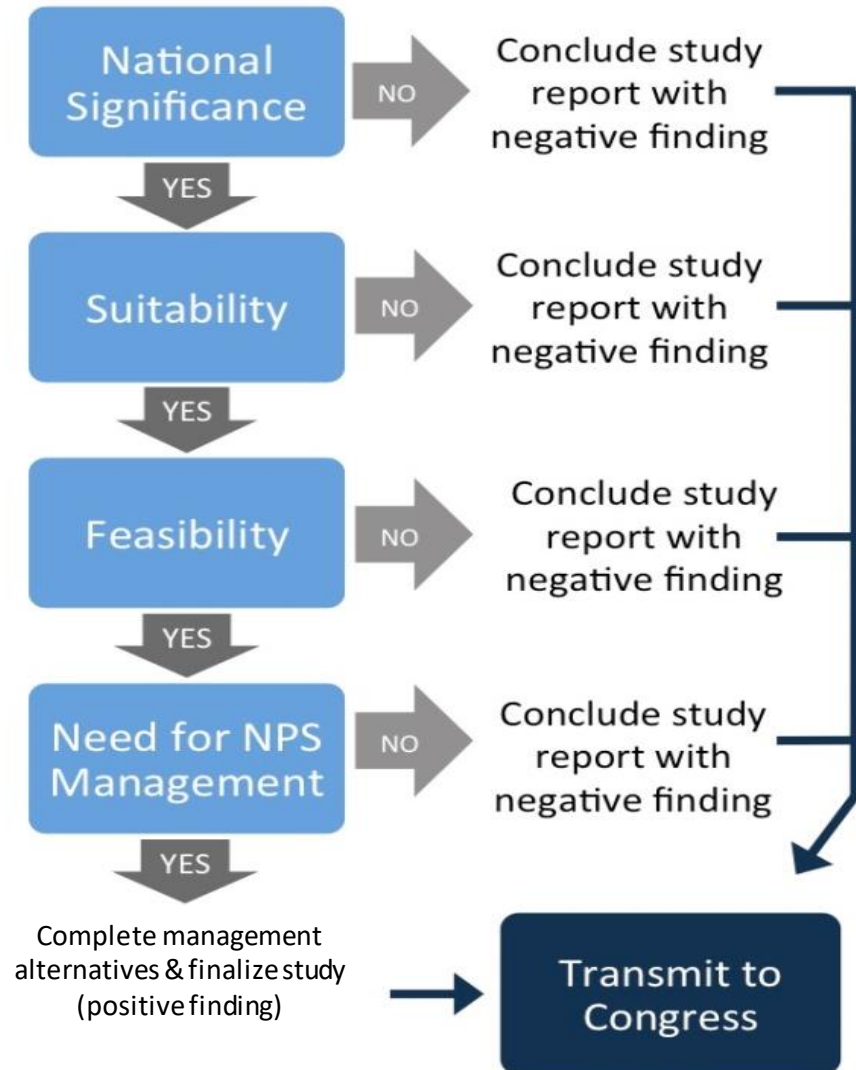 National
Significance
NO
Conclude study
report with
negative finding
YES
Suitability
NO
Conclude study
report with
negative finding
YES
Feasibility
NO
Conclude study
report with
negative finding
YES
Need for NPS
Management
NO
Conclude study
report with
negative finding
YES
Complete management
alternatives & finalize study
(positive finding)
Transmit to
Congress